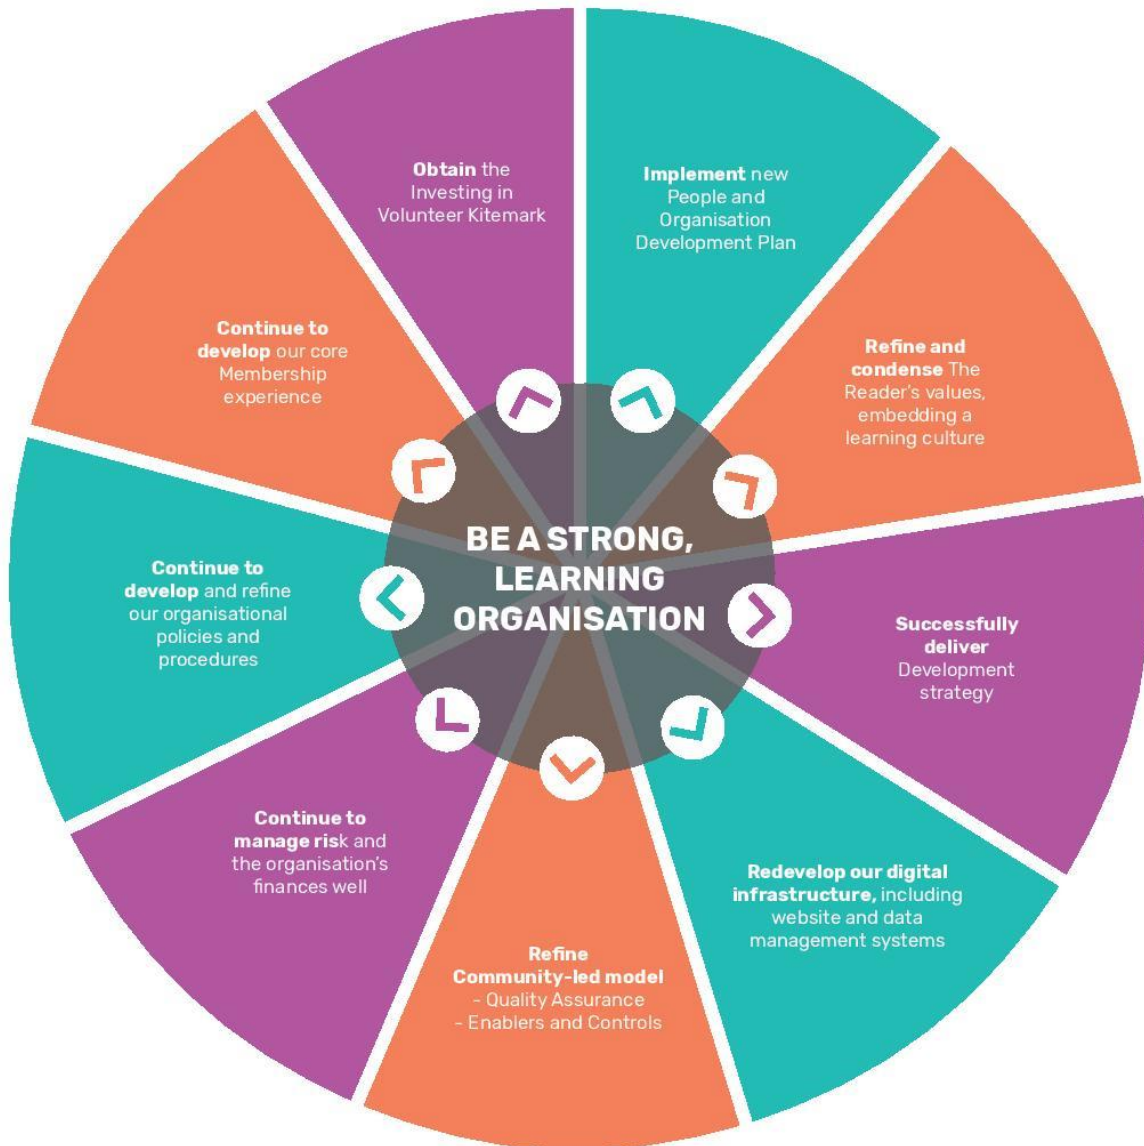 Obtain the
Investing in
Volunteer Kitemark
Implement new
People and
Organisation
Development Plan
Refine and
condense The
Reader's values,
embedding a
learning culture
Successfully
deliver
Development
strategy
Redevelop our digital
infrastructure, including
website and data
management systems
Refine
Community-led model
- Quality Assurance
- Enablers and Controls
Continue to
manage risk and
the organisation's
finances well
Continue to
develop and refine
our organisational
policies and
procedures
Continue to
develop our core
Membership
experience
BE A STRONG,
LEARNING
ORGANISATION